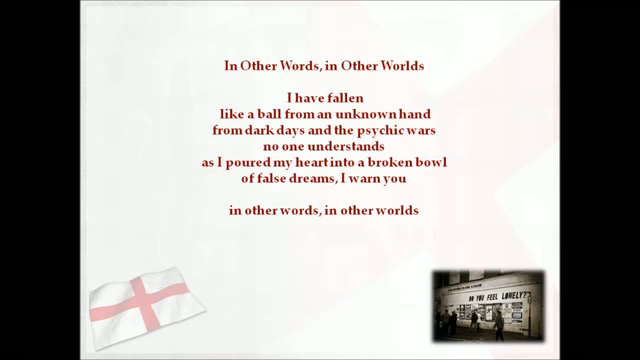 In Other Words, in Other Worlds
I have fallen
like a ball from an unknown hand
from dark days and the psychic wars
no one understands
as I poured my heart into a broken bowl
of false dreams, I warn you
in other words, in other worlds
DO YOU FEEL LONELY?